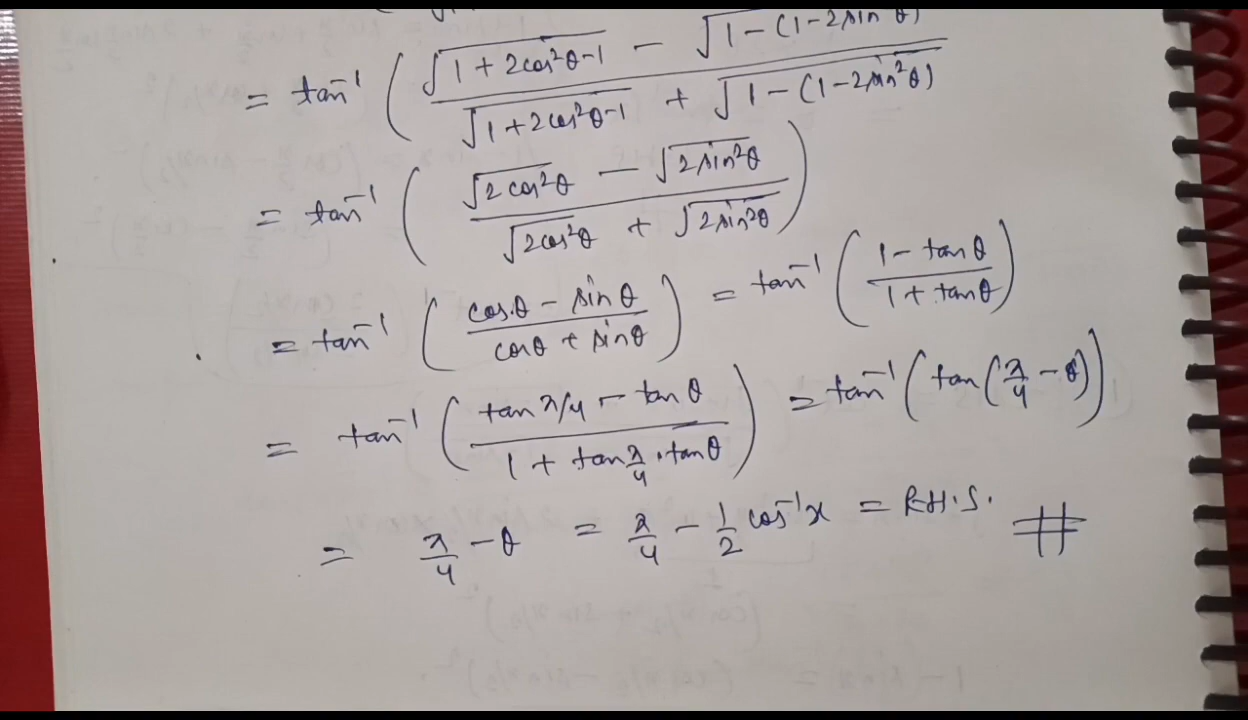 = tan⁻¹ ( (√(1+2cos²θ-1) - √(1-(1-2sin²θ)) / (√(1+2cos²θ-1) + √(1-(1-2sin²θ))
= tan⁻¹ ( (√(2cos²θ) - √(2sin²θ)) / (√(2cos²θ) + √(2sin²θ)) )
= tan⁻¹ ( (cosθ - sinθ) / (cosθ + sinθ) ) = tan⁻¹ ( (1 - tanθ) / (1 + tanθ) )
= tan⁻¹ ( (tan π/4 - tanθ) / (1 + tan π/4 . tanθ) ) = tan⁻¹ ( tan ( π/4 - θ ) )
= π/4 - θ = π/4 - 1/2 cos⁻¹x = R.H.S. #